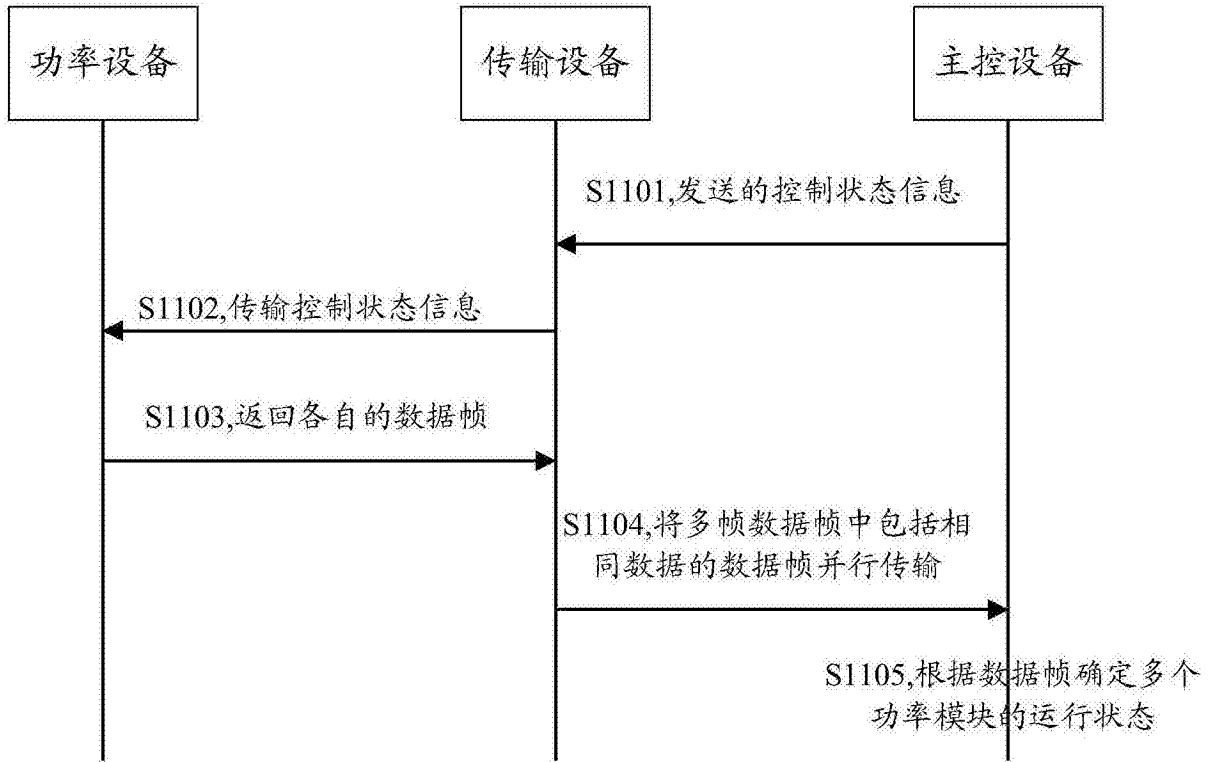 功率设备
传输设备
主控设备
S1101,发送的控制状态信息
S1102,传输控制状态信息
S1103,返回各自的数据帧
S1104,将多帧数据帧中包括相
同数据的数据帧并行传输
S1105,根据数据帧确定多个
功率模块的运行状态